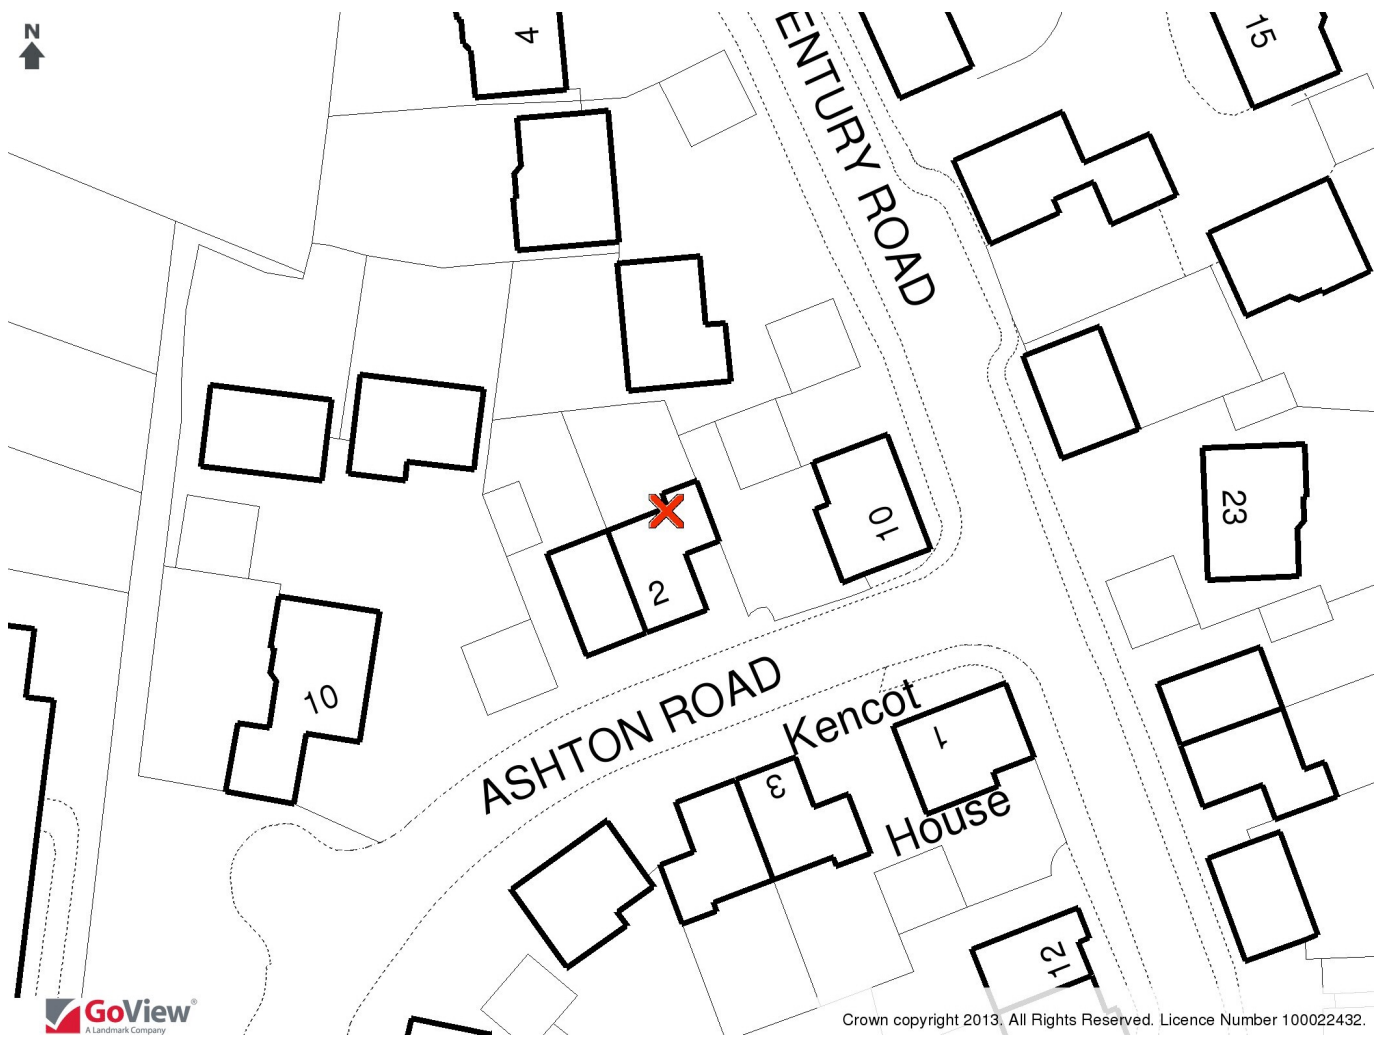 N
4
ENTURY ROAD
15
10
23
2
10
ASHTON ROAD
Kencot
1
3
House
12
GoView®
A Landmark Company
Crown copyright 2013. All Rights Reserved. Licence Number 100022432.